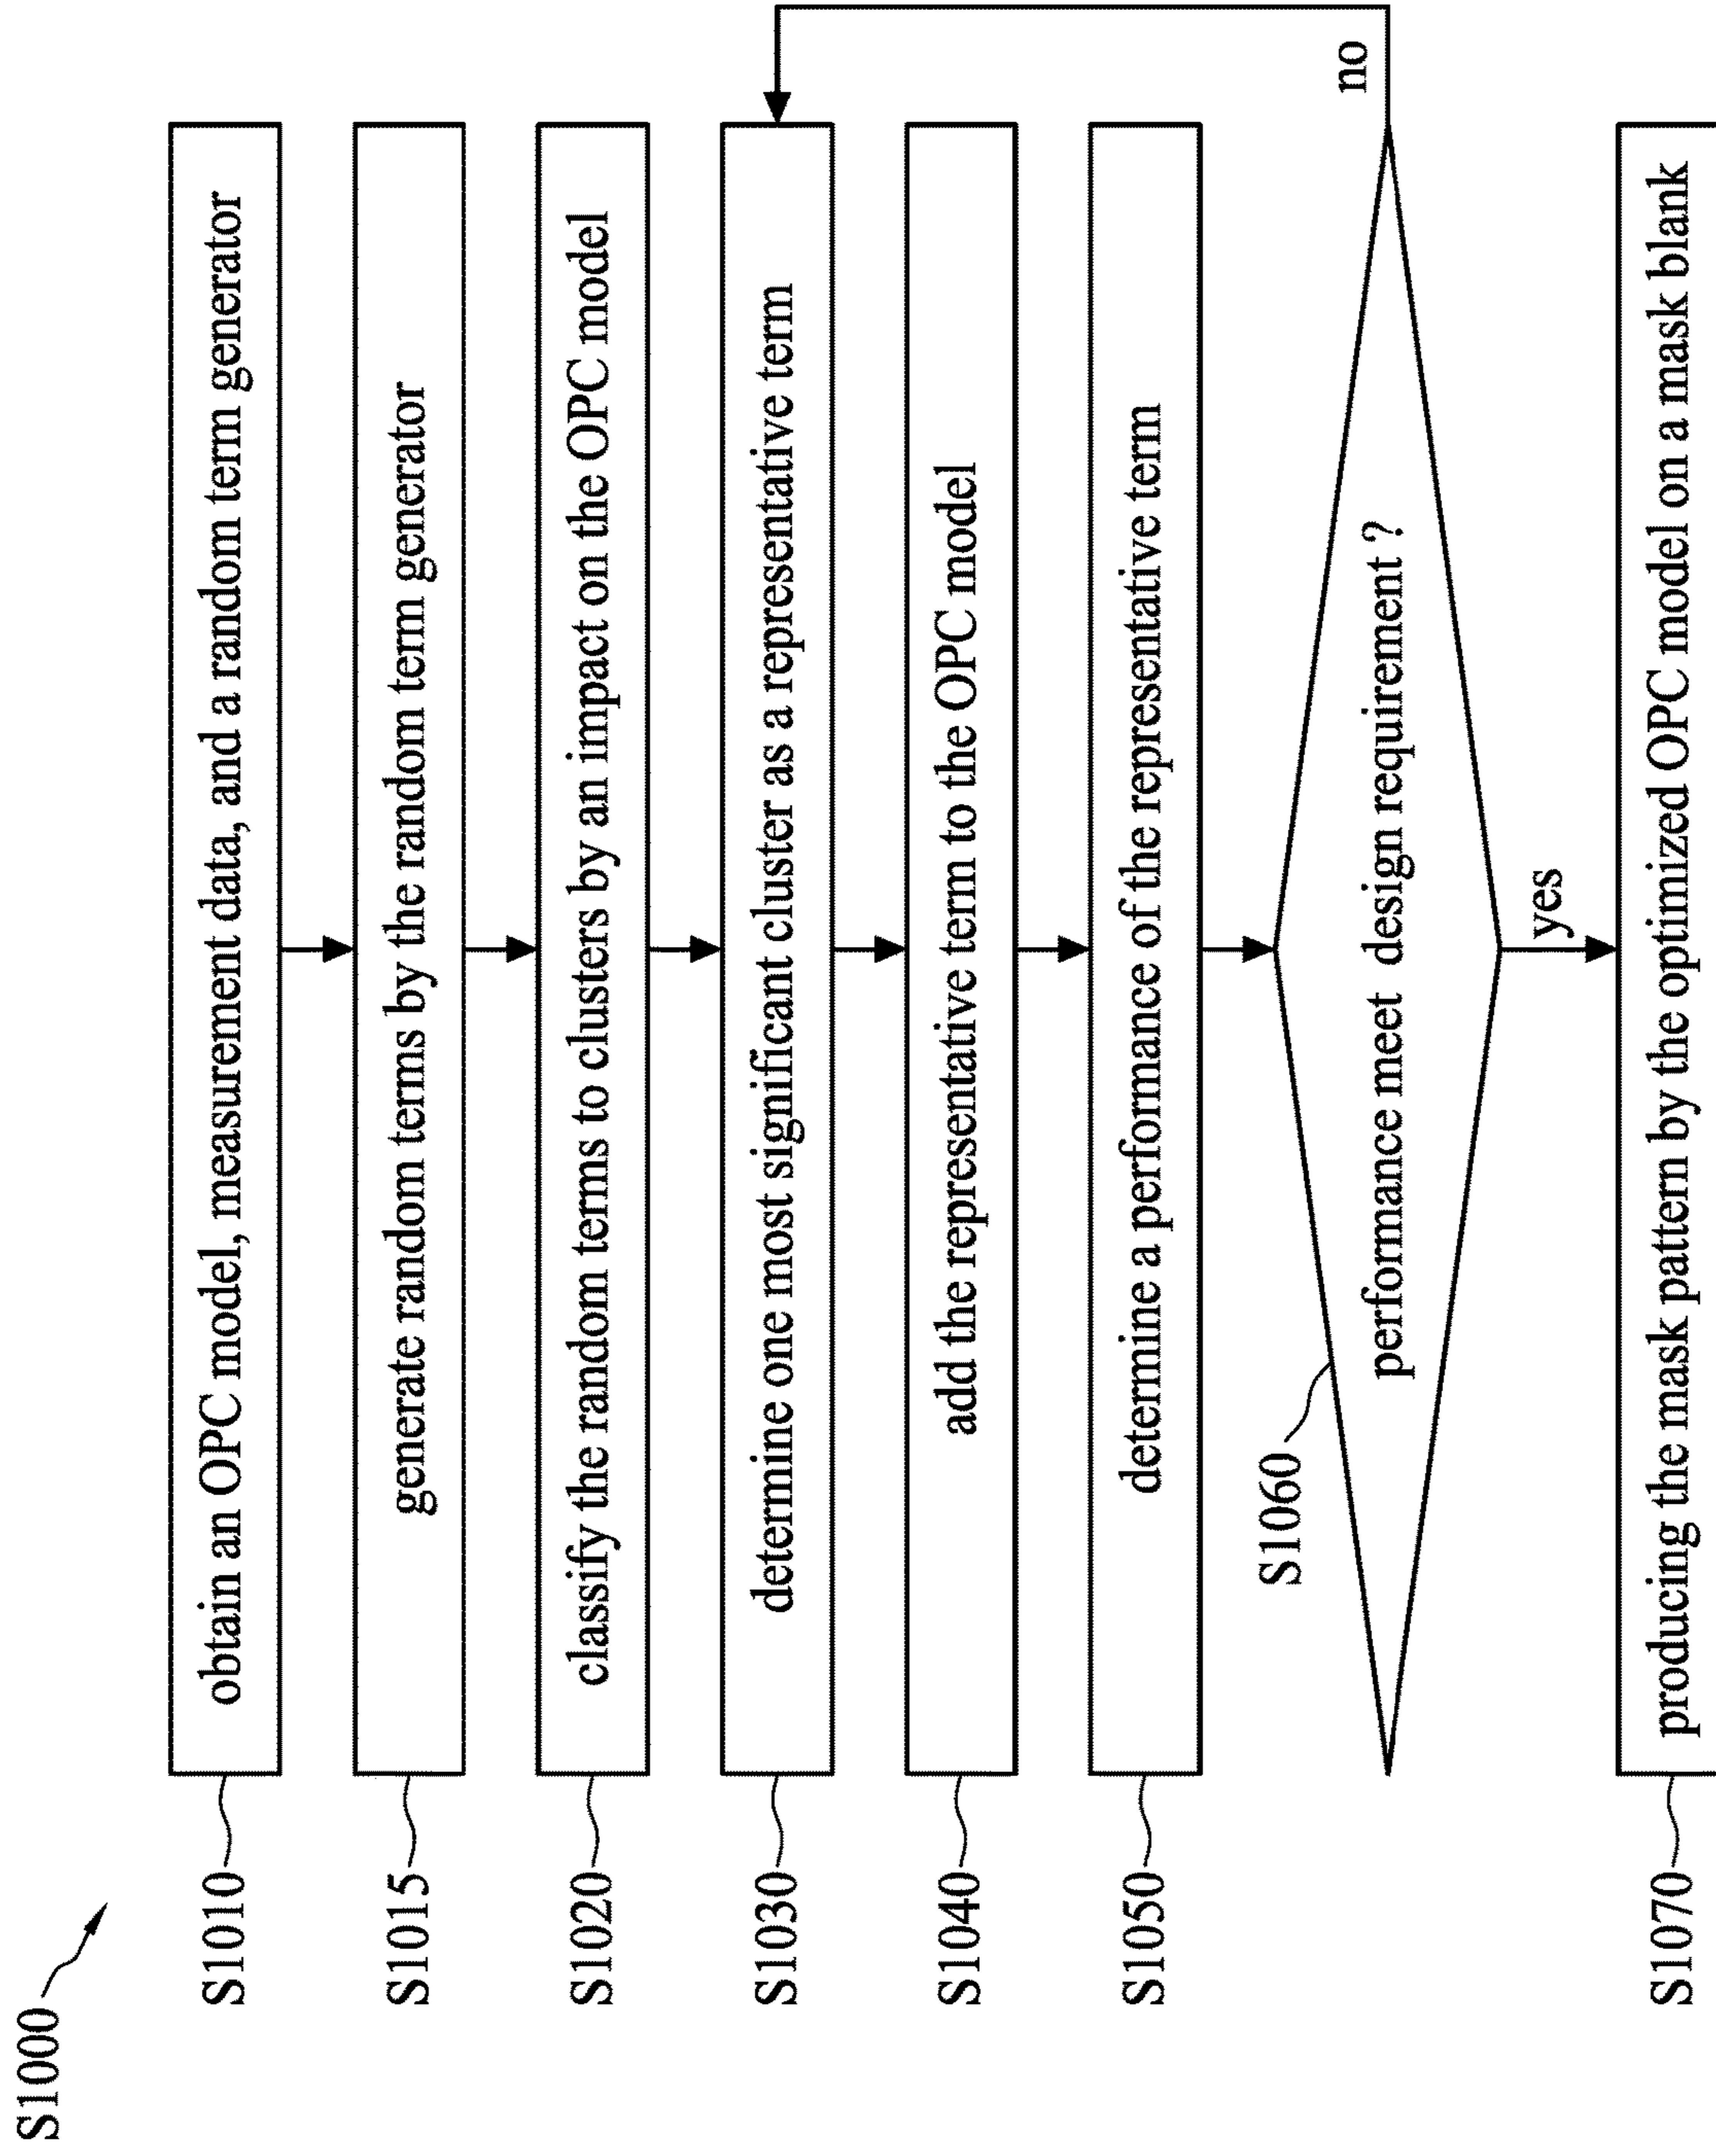 S1000
S1010
obtain an OPC model, measurement data, and a random term generator
S1015
generate random terms by the random term generator
S1020
classify the random terms to clusters by an impact on the OPC model
S1030
determine one most significant cluster as a representative term
S1040
add the representative term to the OPC model
S1050
determine a performance of the representative term
S1060
performance meet design requirement ?
no
yes
S1070
producing the mask pattern by the optimized OPC model on a mask blank